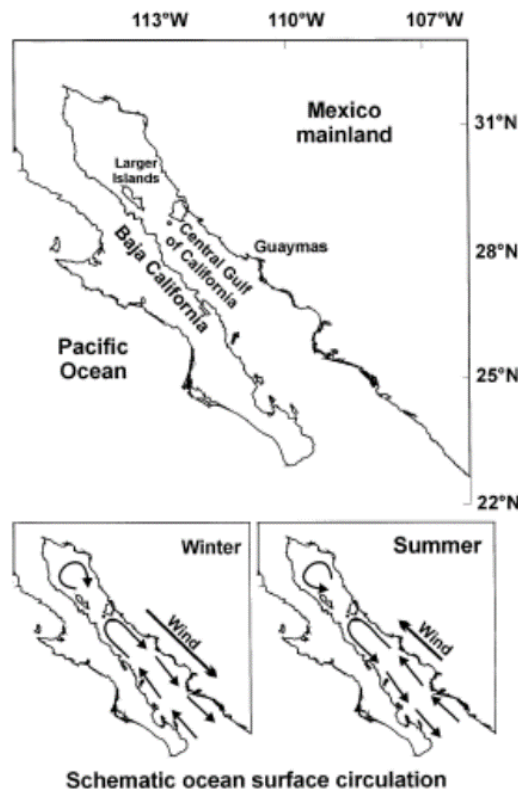 113°W 110°W 107°W
Mexico
mainland
31°N
Larger
Islands
Central Gulf
of California
Guaymas
28°N
Baja California
Pacific
Ocean
25°N
22°N
Winter
Wind
Summer
Wind
Schematic ocean surface circulation